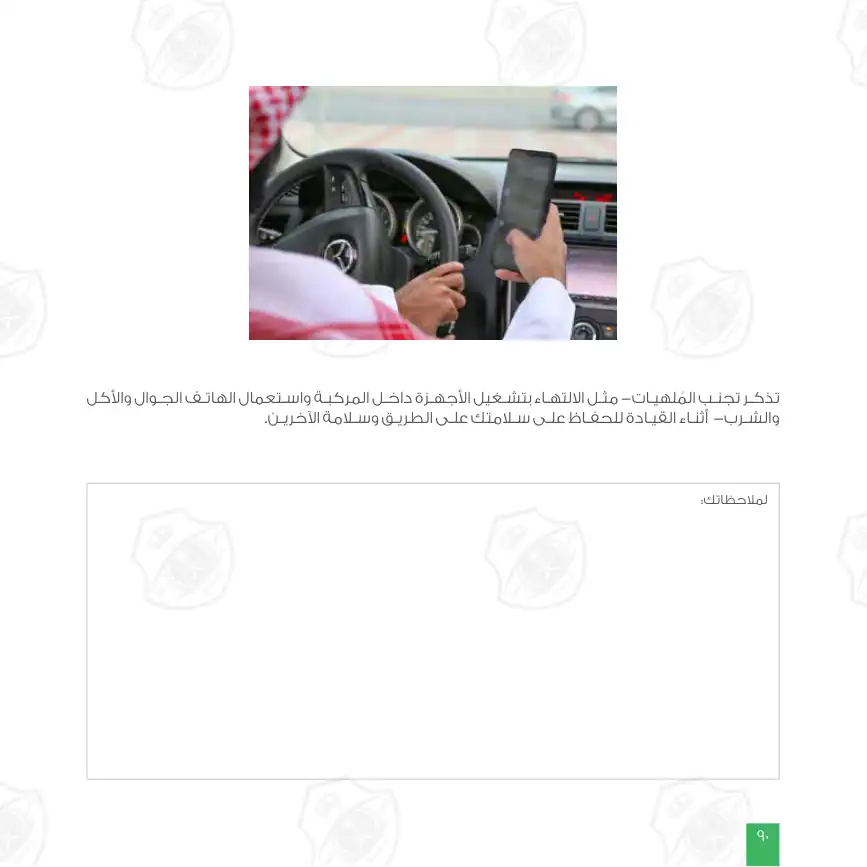 تذكر تجنب المُلهيات- مثل الالتهاء بتشغيل الأجهزة داخل المركبة واستعمال الهاتف الجوال والأكل
والشرب- أثناء القيادة للحفاظ على سلامتك على الطريق وسلامة الآخرين.
لملاحظاتك:
٩٠